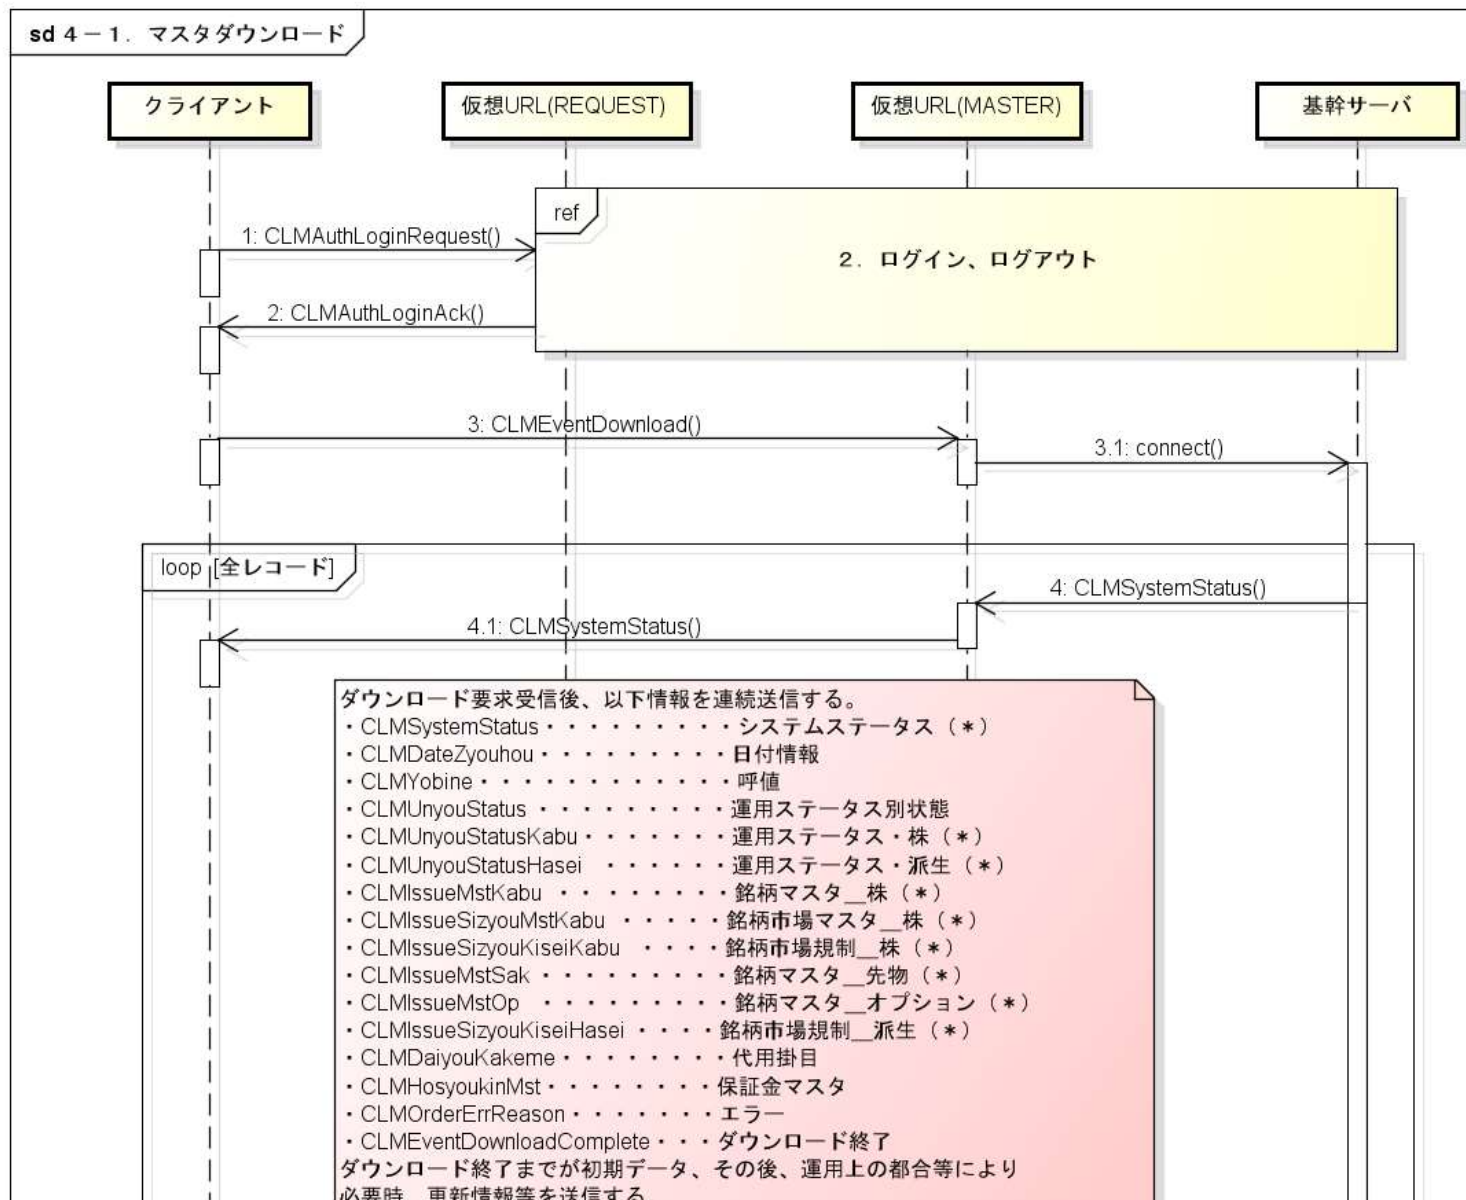 sd 4－1．マスタダウンロード
クライアント
仮想URL(REQUEST)
仮想URL(MASTER)
基幹サーバ
ref
2．ログイン、ログアウト
1: CLMAuthLoginRequest()
2: CLMAuthLoginAck()
3: CLMEventDownload()
3.1: connect()
loop [全レコード]
4: CLMSystemStatus()
4.1: CLMSystemStatus()
ダウンロード要求受信後、以下情報を連続送信する。
・CLMSystemStatus・・・・・・・・・システムステータス（＊）
・CLMDateZyouhou・・・・・・・・・日付情報
・CLMYobine・・・・・・・・・・・・呼値
・CLMUnyouStatus ・・・・・・・・・運用ステータス別状態
・CLMUnyouStatusKabu・・・・・・・運用ステータス・株（＊）
・CLMUnyouStatusHasei ・・・・・・運用ステータス・派生（＊）
・CLMIssueMstKabu ・・・・・・・・銘柄マスタ＿株（＊）
・CLMIssueSizyouMstKabu ・・・・・銘柄市場マスタ＿株（＊）
・CLMIssueSizyouKiseiKabu ・・・・銘柄市場規制＿株（＊）
・CLMIssueMstSak・・・・・・・・・銘柄マスタ＿先物（＊）
・CLMIssueMstOp ・・・・・・・・・銘柄マスタ＿オプション（＊）
・CLMIssueSizyouKiseiHasei・・・・銘柄市場規制＿派生（＊）
・CLMDaiyouKakeme・・・・・・・・代用掛目
・CLMHosyoukinMst・・・・・・・・保証金マスタ
・CLMOrderErrReason・・・・・・・エラー
・CLMEventDownloadComplete・・・ダウンロード終了
ダウンロード終了までが初期データ、その後、運用上の都合等により
必要時、更新情報等を送信する